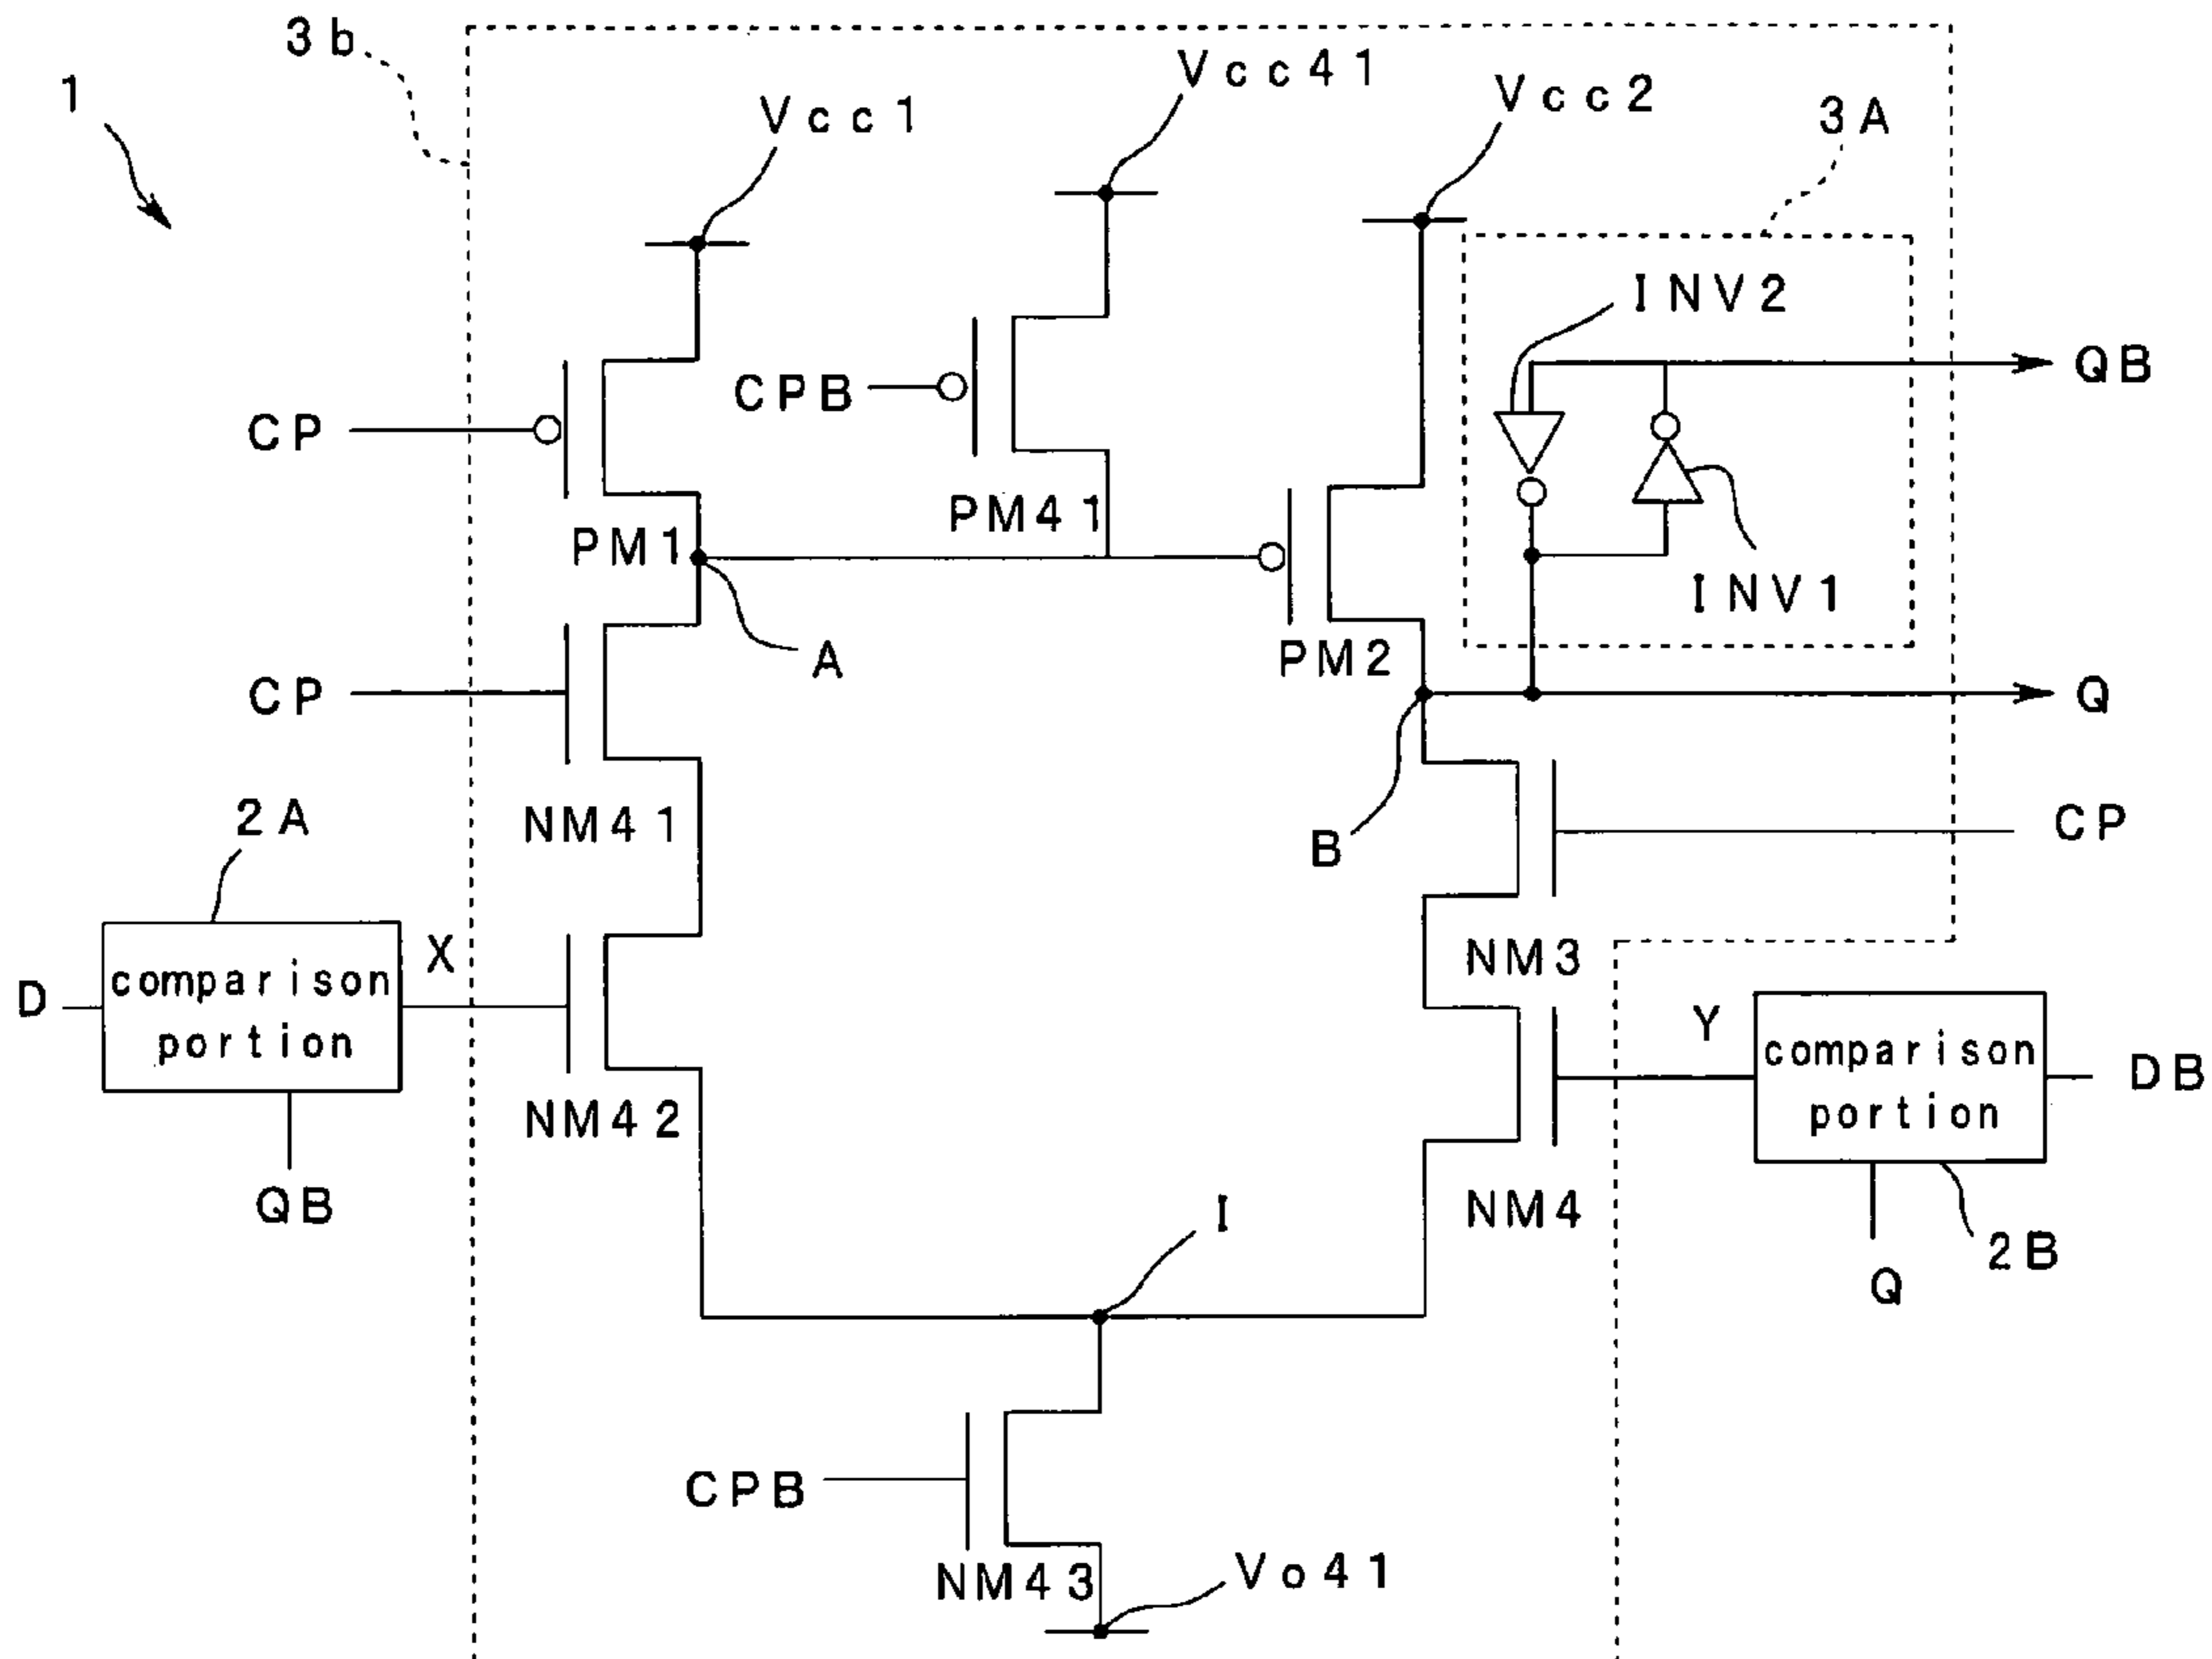 3b
1
Vcc1
Vcc41
Vcc2
3A
INV2
QB
CPB
CP
PM41
PM1
INV1
A
PM2
CP
Q
2A
NM41
B
CP
X
NM3
D
comparison
portion
Y
comparison
portion
DB
NM42
QB
I
NM4
2B
Q
CPB
NM43
Vo41